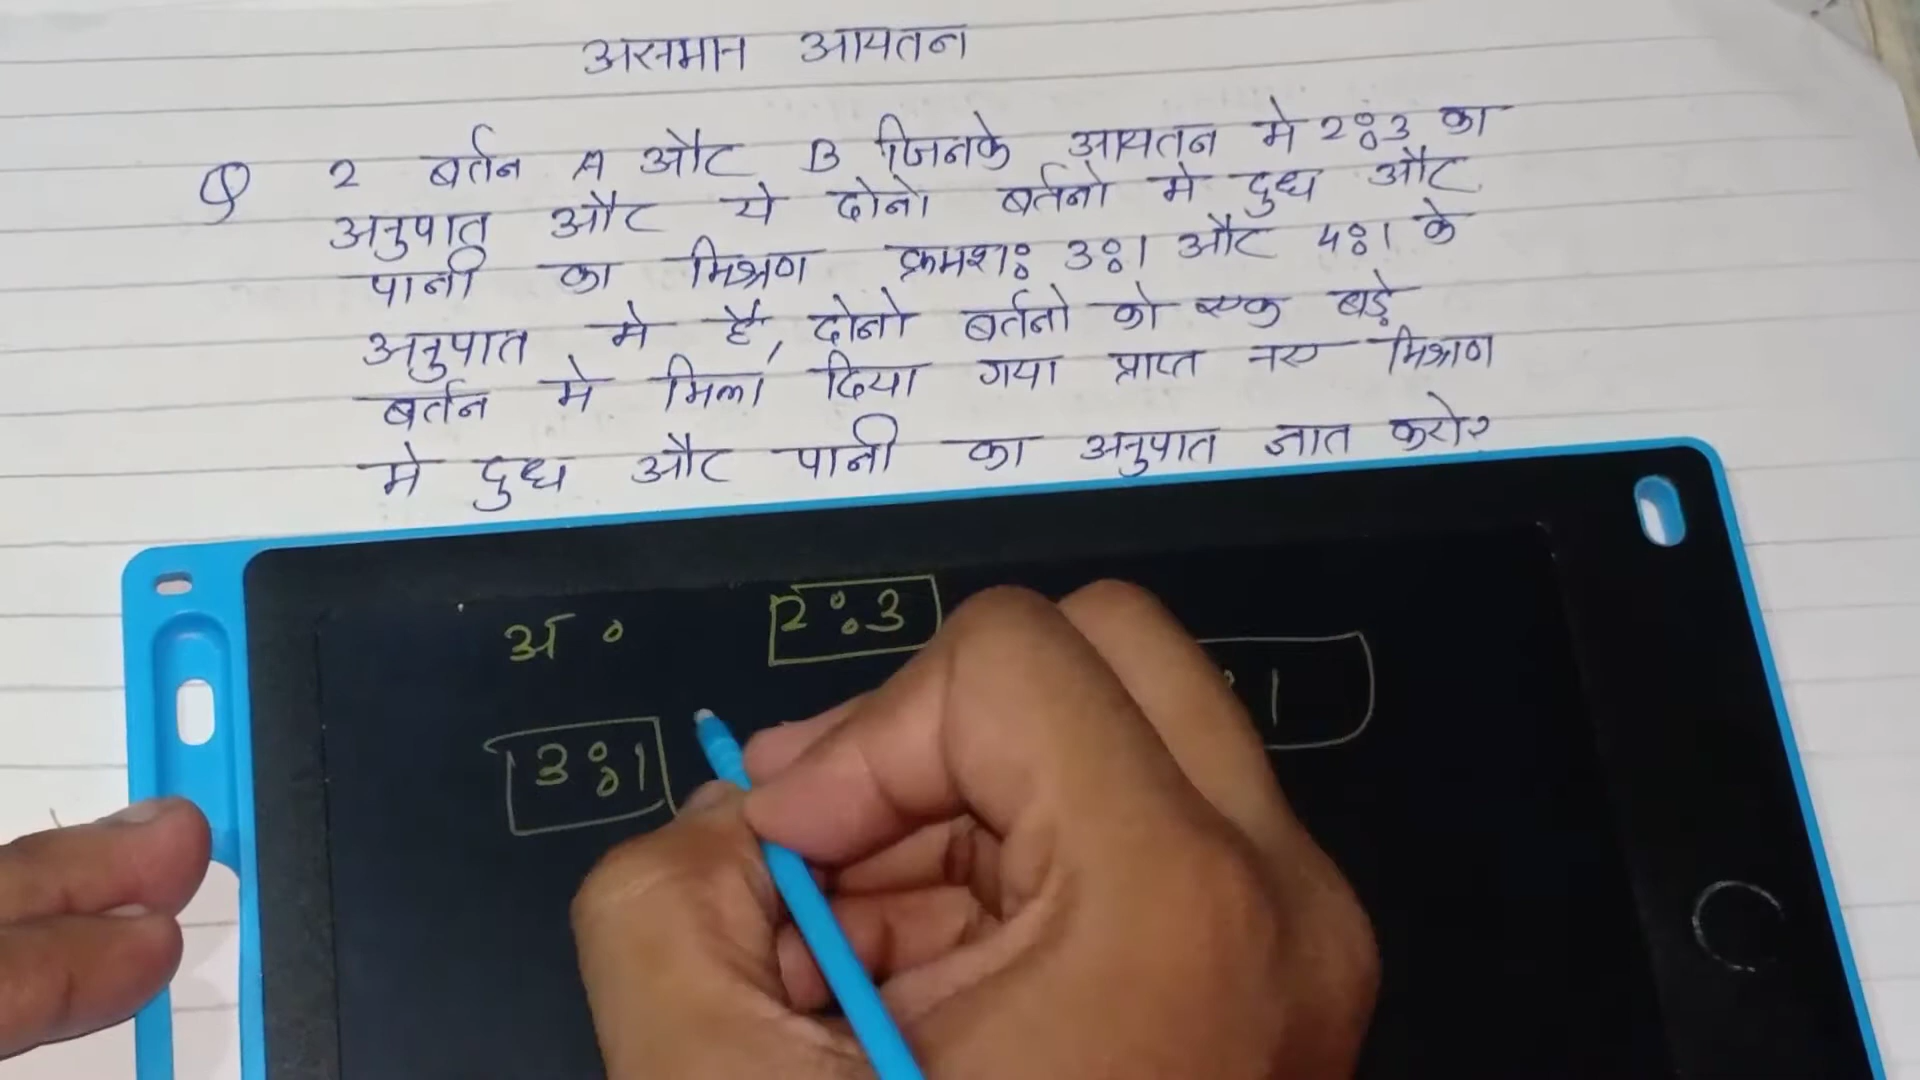 असमान आयतन
Q 2 बर्तन A और B जिनके आयतन मे 2:3 का
अनुपात और ये दोनो बर्तनो मे दुध और
पानी का मिश्रण क्रमश: 3:1 और 4:1 के
अनुपात मे है, दोनो बर्तनो को एक बड़े
बर्तन मे मिला दिया गया प्राप्त नए मिश्रण
मे दुध और पानी का अनुपात ज्ञात करो?
अ० 2:3
: 1
3:1